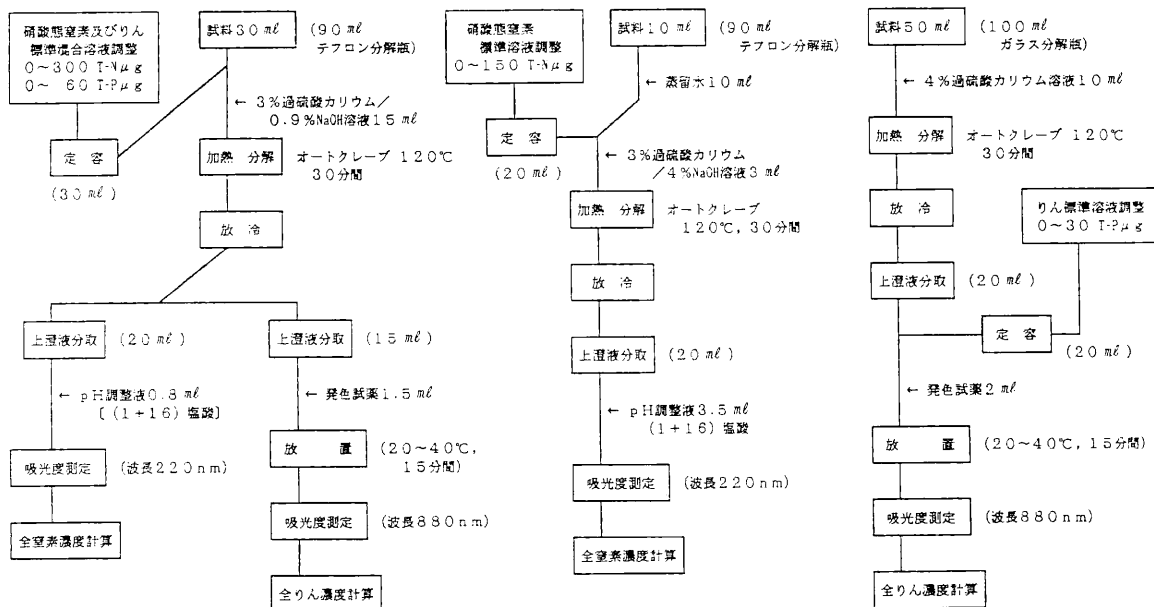 硝酸態窒素及びりん
標準混合溶液調整
0~300 T-Nμg
0~ 60 T-Pμg
試料30 ml
(90 ml
テフロン分解瓶)
← 3%過硫酸カリウム/
0.9%NaOH溶液15 ml
定 容
(30 ml)
加熱 分解
オートクレーブ 120℃
30分間
放 冷
上澄液分取
(20 ml)
← pH調整液0.8 ml
[(1+16) 塩酸]
吸光度測定
(波長220nm)
全窒素濃度計算
上澄液分取
(15 ml)
← 発色試薬1.5 ml
放 置
(20~40℃,
15分間)
吸光度測定
(波長880nm)
全りん濃度計算
硝酸態窒素
標準溶液調整
0~150 T-Nμg
試料10 ml
(90 ml
テフロン分解瓶)
← 蒸留水10 ml
定 容
(20 ml)
← 3%過硫酸カリウム
/4%NaOH溶液3 ml
加熱 分解
オートクレーブ
120℃, 30分間
放 冷
上澄液分取
(20 ml)
← pH調整液3.5 ml
(1+16) 塩酸
吸光度測定
(波長220nm)
全窒素濃度計算
試料50 ml
(100 ml
ガラス分解瓶)
← 4%過硫酸カリウム溶液10 ml
加熱 分解
オートクレーブ 120℃
30分間
放 冷
りん標準溶液調整
0~30 T-Pμg
上澄液分取
(20 ml)
定 容
(20 ml)
← 発色試薬2 ml
放 置
(20~40℃, 15分間)
吸光度測定
(波長880nm)
全りん濃度計算